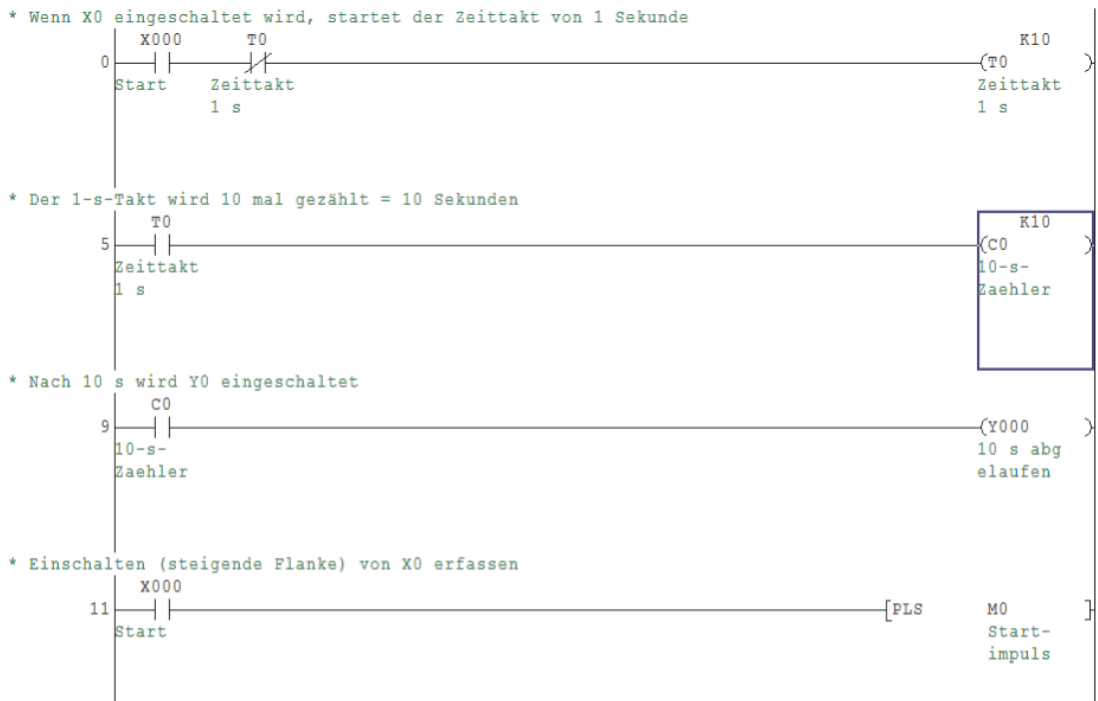 * Wenn X0 eingeschaltet wird, startet der Zeittakt von 1 Sekunde
X000 T0 K10
0 (T0 )
Start Zeittakt Zeittakt
1 s 1 s
* Der 1-s-Takt wird 10 mal gezählt = 10 Sekunden
T0 K10
5 (C0 )
Zeittakt 10-s-
1 s Zaehler
* Nach 10 s wird Y0 eingeschaltet
C0
9 (Y000 )
10-s- 10 s abg
Zaehler elaufen
* Einschalten (steigende Flanke) von X0 erfassen
X000
11 [PLS M0 ]
Start Start-
impuls